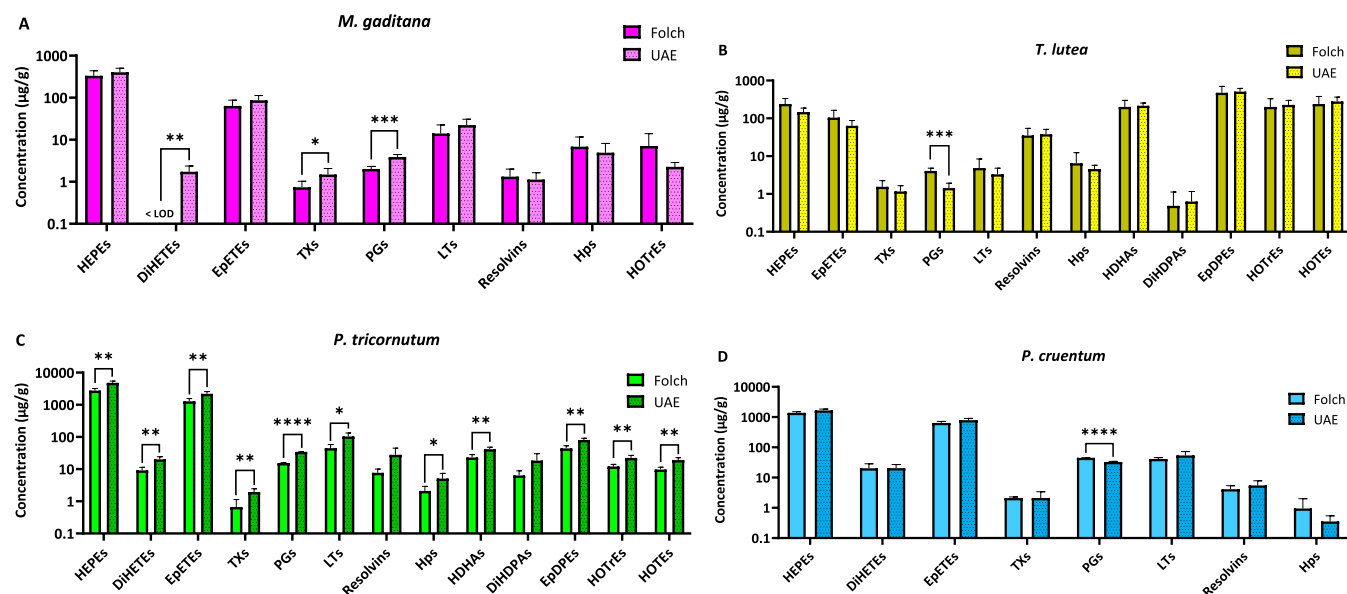 A
M. gaditana
Folch
UAE
Concentration (µg/g)
1000
100
10
1
0.1
< LOD
**
*
***
HEPEs
DiHETEs
EpETEs
TXs
PGs
LTs
Resolvins
Hps
HOTrEs
B
T. lutea
Folch
UAE
Concentration (µg/g)
1000
100
10
1
0.1
***
HEPEs
EpETEs
TXs
PGs
LTs
Resolvins
Hps
HDHAs
DiHDPAs
EpDPEs
HOTrEs
HOTEs
C
P. tricornutum
Folch
UAE
Concentration (µg/g)
10000
1000
100
10
1
0.1
**
**
**
**
****
*
*
**
**
**
**
HEPEs
DiHETEs
EpETEs
TXs
PGs
LTs
Resolvins
Hps
HDHAs
DiHDPAs
EpDPEs
HOTrEs
HOTEs
D
P. cruentum
Folch
UAE
Concentration (µg/g)
10000
1000
100
10
1
0.1
****
HEPEs
DiHETEs
EpETEs
TXs
PGs
LTs
Resolvins
Hps